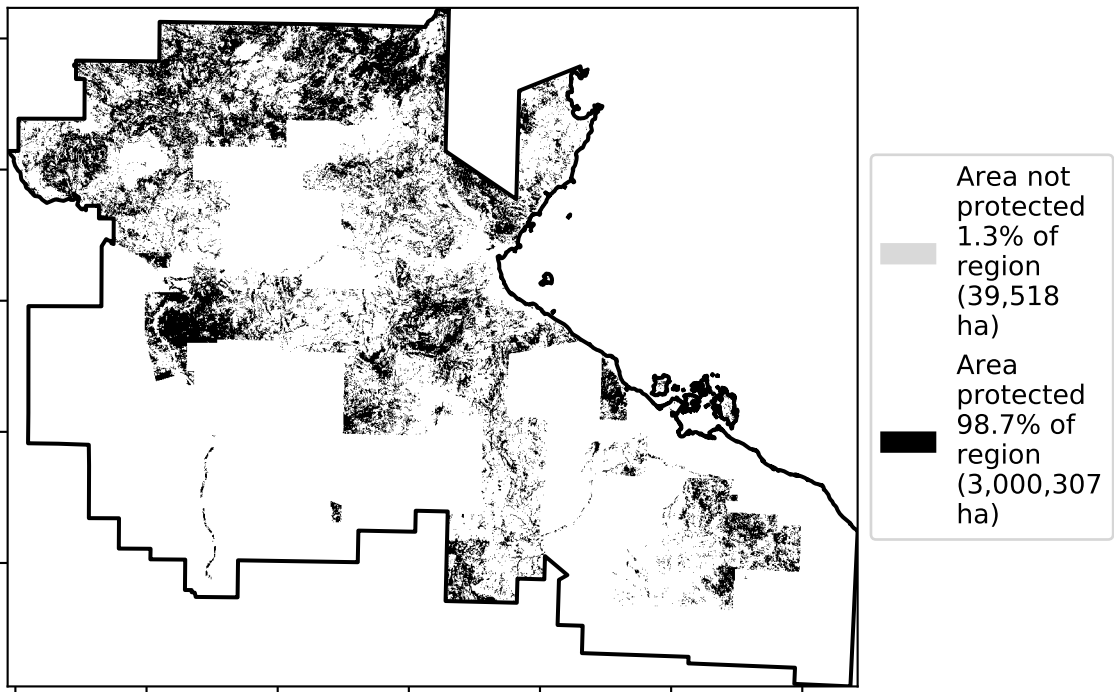 Area not
protected
1.3% of
region
(39,518
ha)
Area
protected
98.7% of
region
(3,000,307
ha)